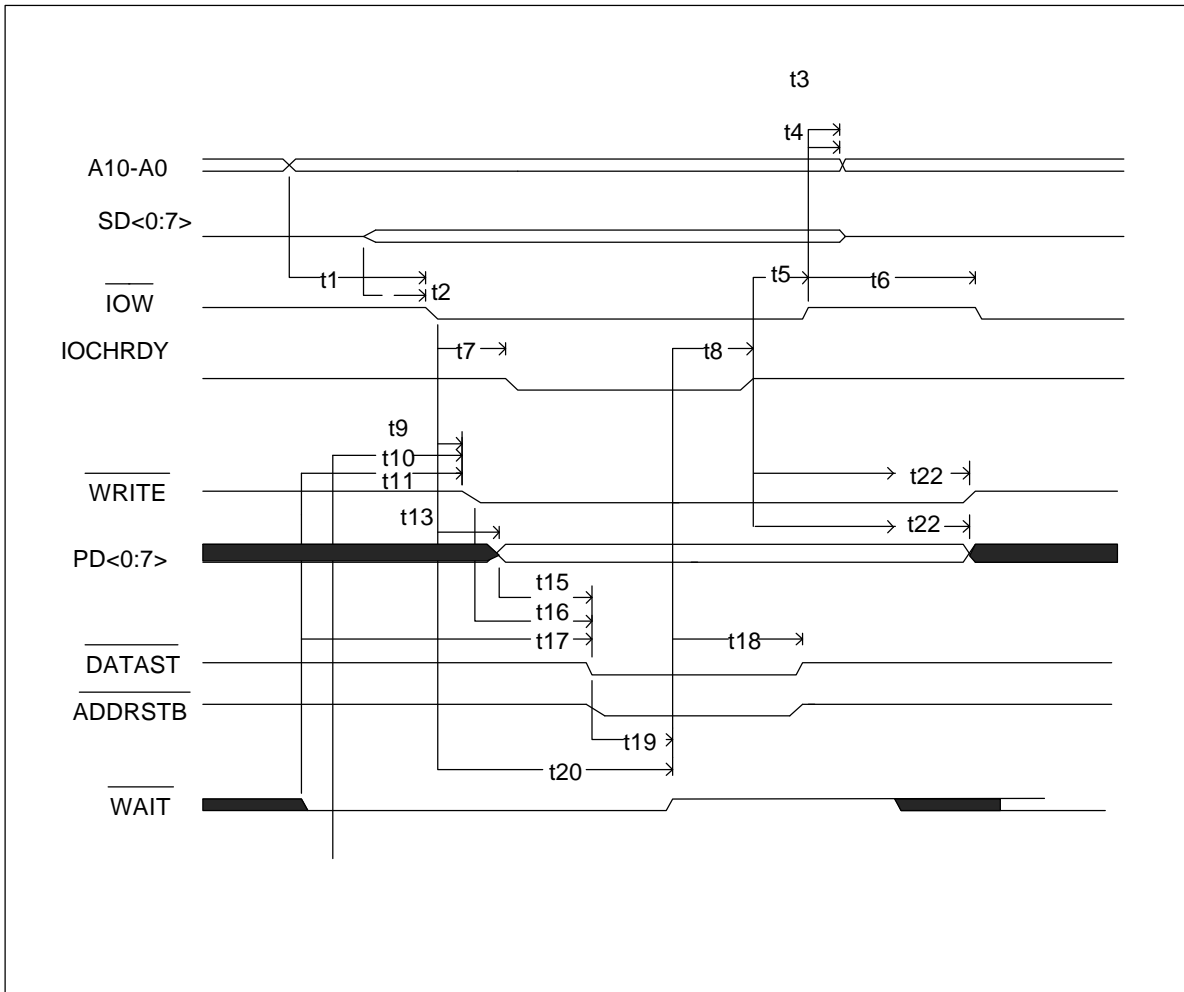 t3
t4
A10-A0
SD<0:7>
t1
t2
t5
t6
IOW
IOCHRDY
t7
t8
t9
t10
t11
WRITE
t22
t13
t22
PD<0:7>
t15
t16
t17
t18
DATAST
ADDRSTB
t19
t20
WAIT